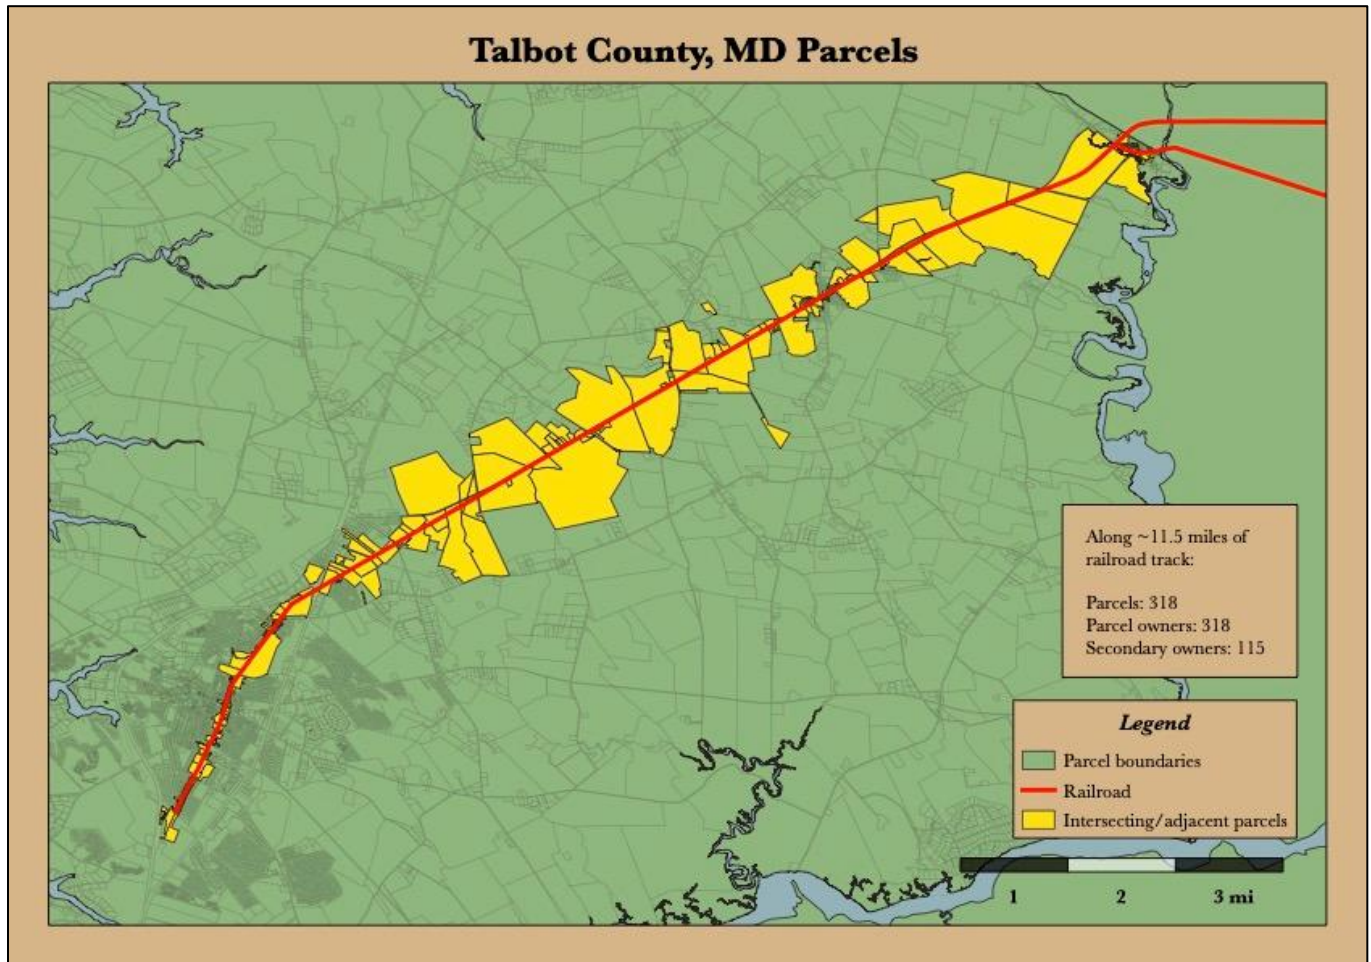 Talbot County, MD Parcels
Along ~11.5 miles of
railroad track:
Parcels: 318
Parcel owners: 318
Secondary owners: 115
Legend
Parcel boundaries
Railroad
Intersecting/adjacent parcels
1 2 3 mi